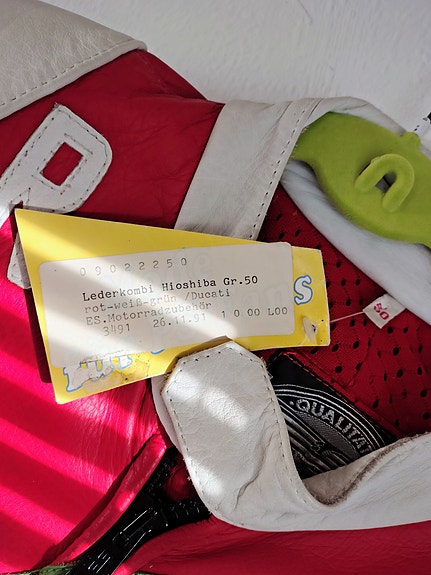 P
09022250
Lederkombi Hioshiba Gr.50
rot-weiß-grün /Ducati
ES.Motorradzubehör
3491 26.11.91 1 0 00 L00
s
50
QUALITA